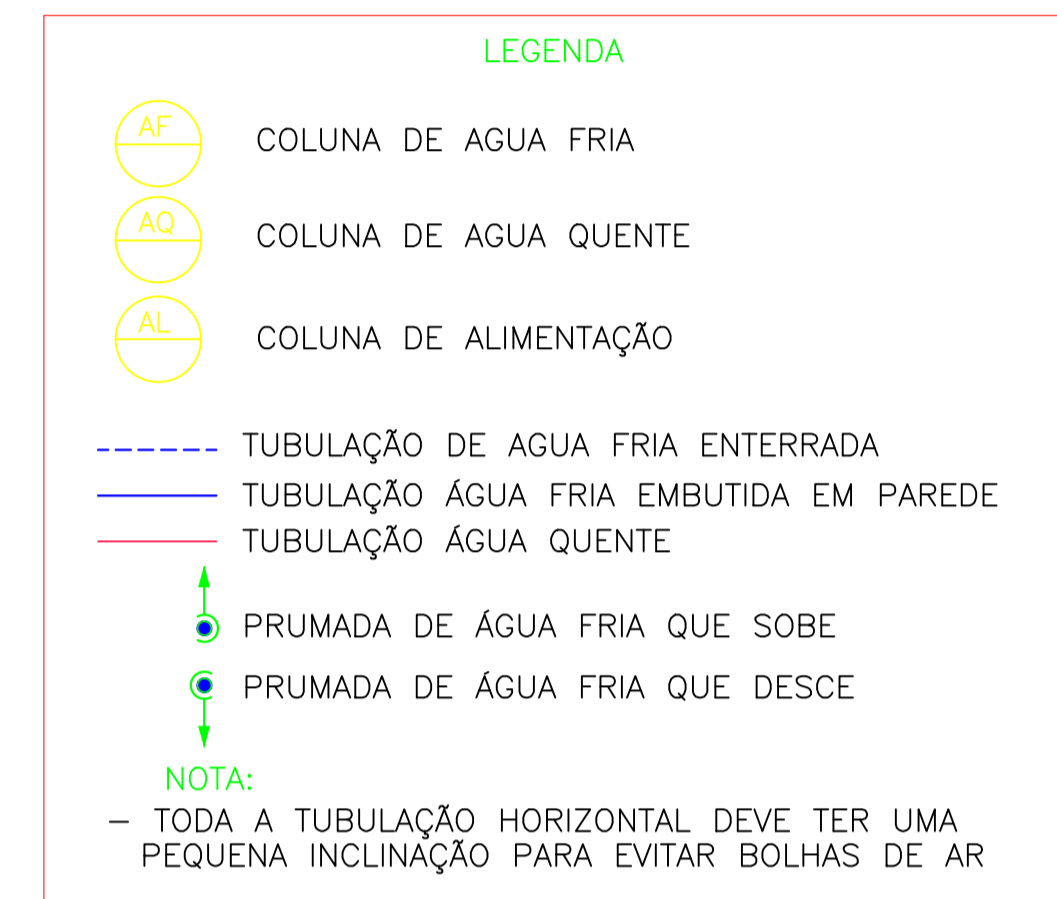 LEGENDA
AF COLUNA DE AGUA FRIA
AQ COLUNA DE AGUA QUENTE
AL COLUNA DE ALIMENTAÇÃO
TUBULAÇÃO DE AGUA FRIA ENTERRADA
TUBULAÇÃO ÁGUA FRIA EMBUTIDA EM PAREDE
TUBULAÇÃO ÁGUA QUENTE
PRUMADA DE ÁGUA FRIA QUE SOBE
PRUMADA DE ÁGUA FRIA QUE DESCE
NOTA:
– TODA A TUBULAÇÃO HORIZONTAL DEVE TER UMA
PEQUENA INCLINAÇÃO PARA EVITAR BOLHAS DE AR